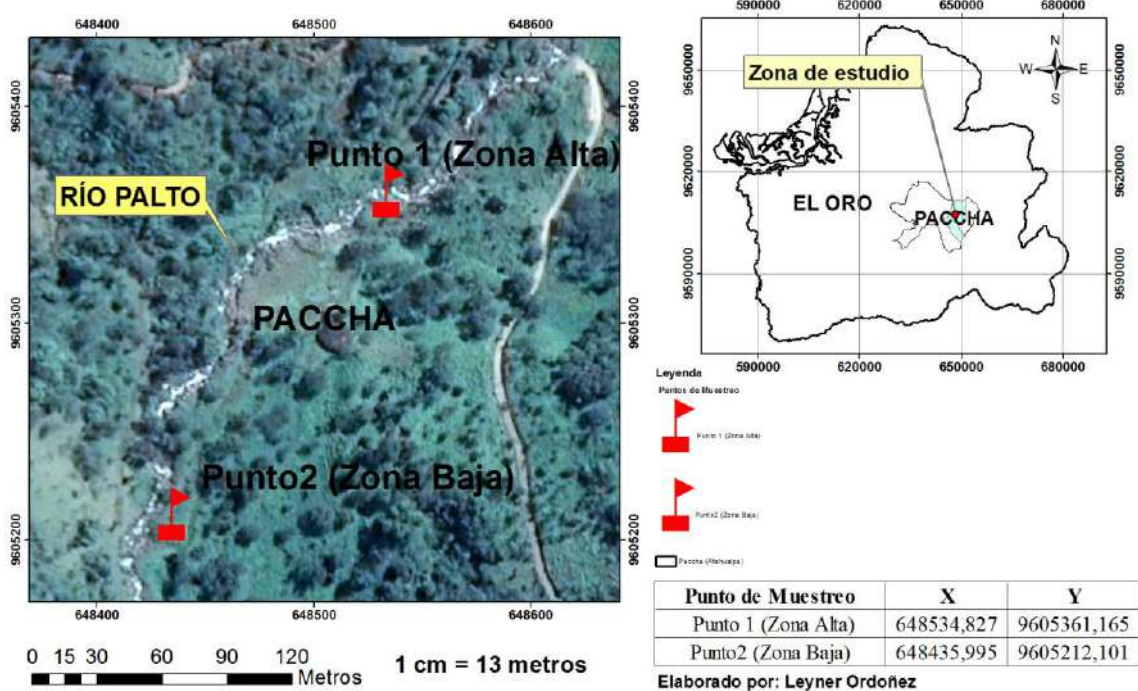 648400 648500 648600
9605400 9605400
Punto 1 (Zona Alta)
RÍO PALTO
PACCHA
9605300 9605300
Punto2 (Zona Baja)
9605200 9605200
648400 648500 648600
0 15 30 60 90 120
Metros
1 cm = 13 metros
590000 620000 650000 680000
Zona de estudio
N
W E
S
9650000 9650000
9620000 9620000
EL ORO
PACCHA
9590000 9590000
590000 620000 650000 680000
Leyenda
Puntos de Muestreo
Punto 1 (Zona Alta)
Punto2 (Zona Baja)
Paccha (Atahualpa)
Punto de Muestreo X Y
Punto 1 (Zona Alta) 648534,827 9605361,165
Punto2 (Zona Baja) 648435,995 9605212,101
Elaborado por: Leyner Ordoñez